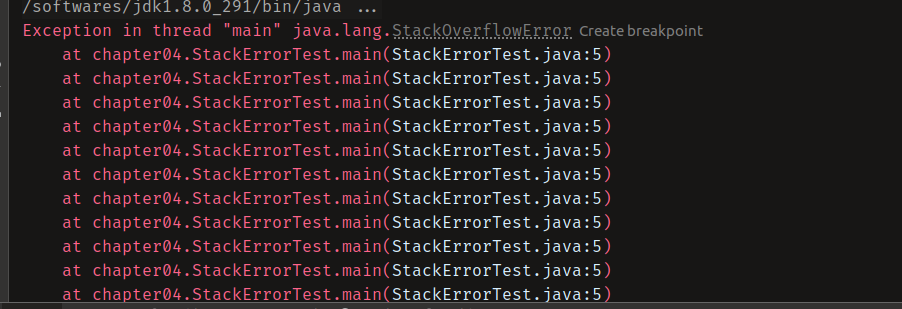 /softwares/jdk1.8.0_291/bin/java ...
Exception in thread "main" java.lang.StackOverflowError Create breakpoint
at chapter04.StackErrorTest.main(StackErrorTest.java:5)
at chapter04.StackErrorTest.main(StackErrorTest.java:5)
at chapter04.StackErrorTest.main(StackErrorTest.java:5)
at chapter04.StackErrorTest.main(StackErrorTest.java:5)
at chapter04.StackErrorTest.main(StackErrorTest.java:5)
at chapter04.StackErrorTest.main(StackErrorTest.java:5)
at chapter04.StackErrorTest.main(StackErrorTest.java:5)
at chapter04.StackErrorTest.main(StackErrorTest.java:5)
at chapter04.StackErrorTest.main(StackErrorTest.java:5)
at chapter04.StackErrorTest.main(StackErrorTest.java:5)
at chapter04.StackErrorTest.main(StackErrorTest.java:5)